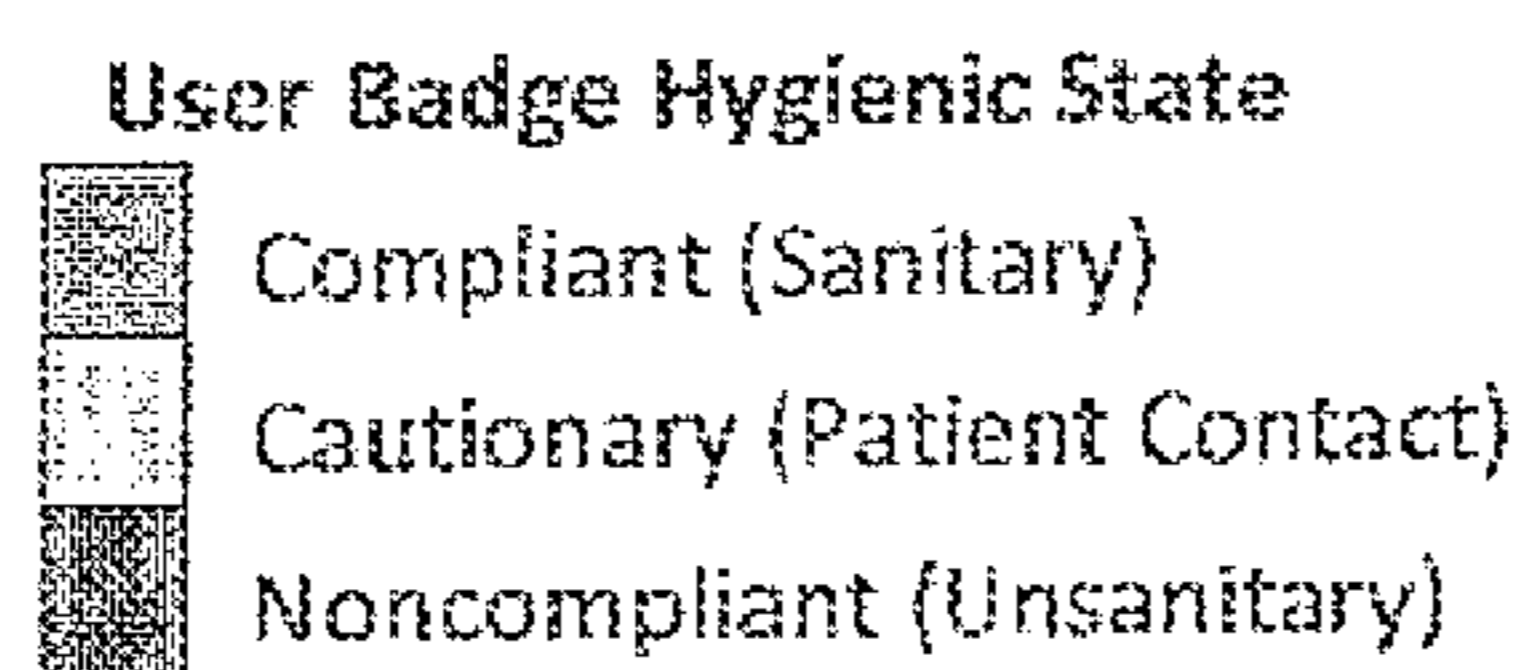 User Badge Hygienic State
Compliant (Sanitary)
Cautionary (Patient Contact)
Noncompliant (Unsanitary)